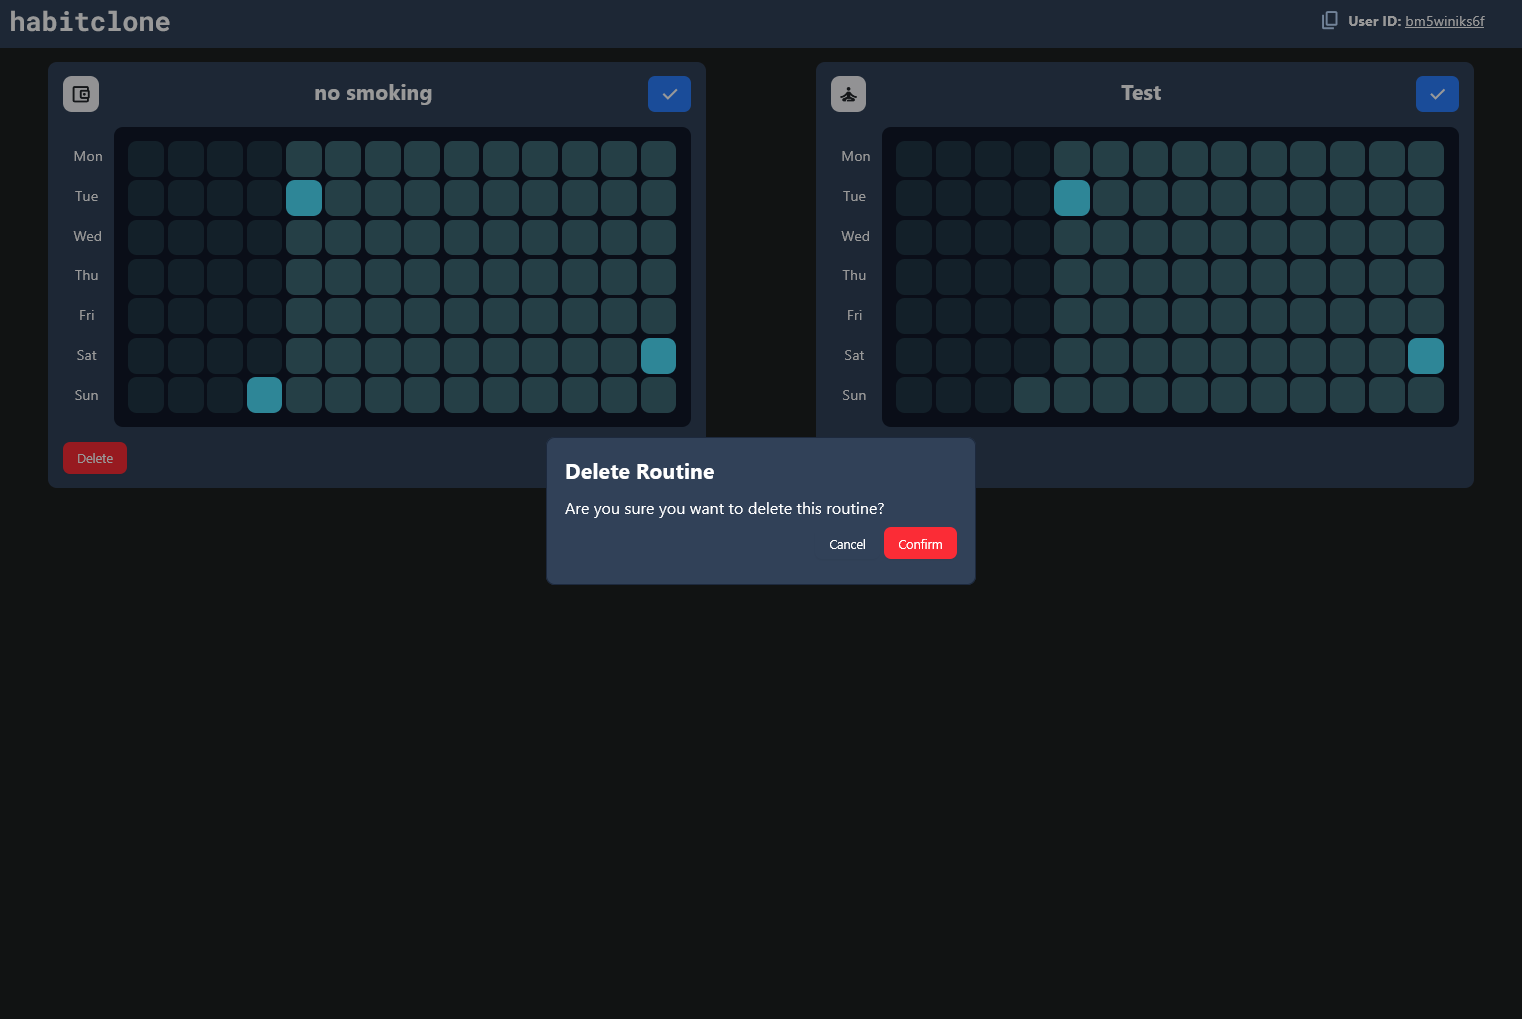 habitclone
User ID: bm5winiks6f
no smoking
Mon
Tue
Wed
Thu
Fri
Sat
Sun
Delete
Test
Mon
Tue
Wed
Thu
Fri
Sat
Sun
Delete Routine
Are you sure you want to delete this routine?
Cancel
Confirm